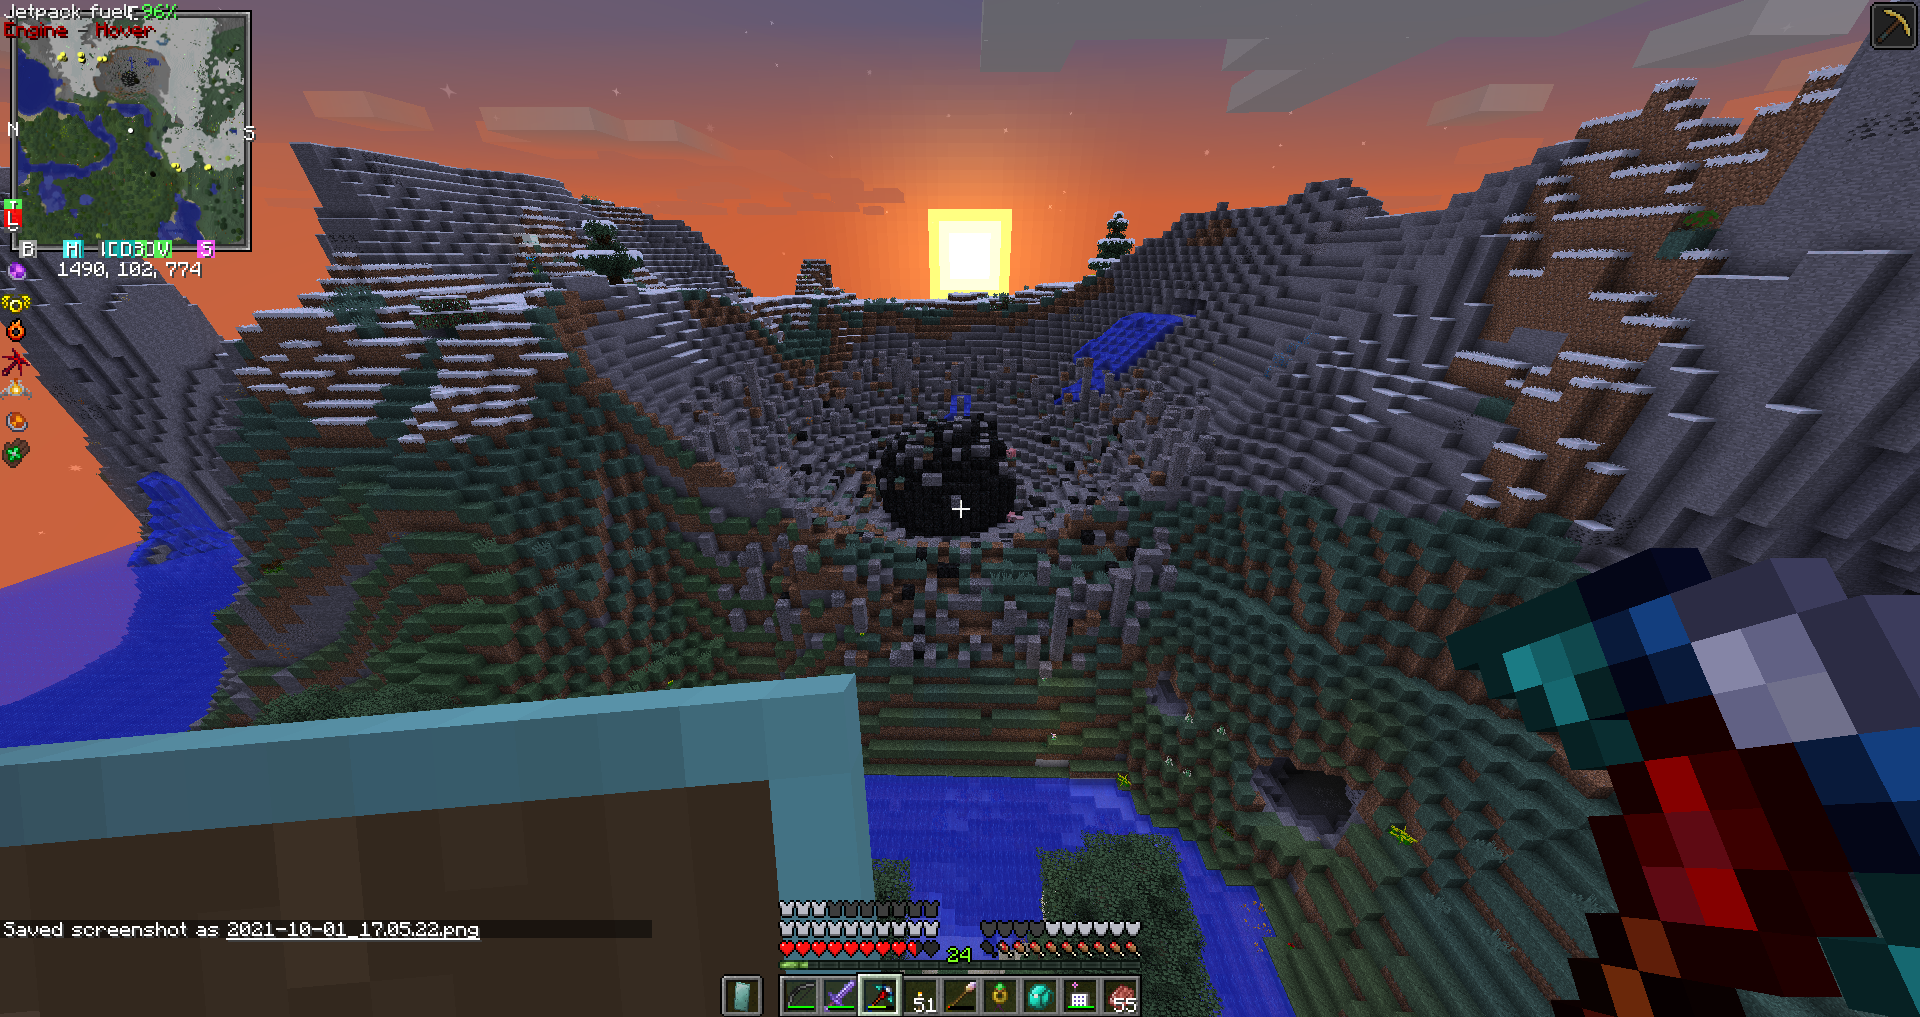 Jetpack fuel: 96%
Engine - Hover
N
S
L
B
S
1490, 102, 774
Saved screenshot as 2021-10-01_17.05.22.png
24
51
55